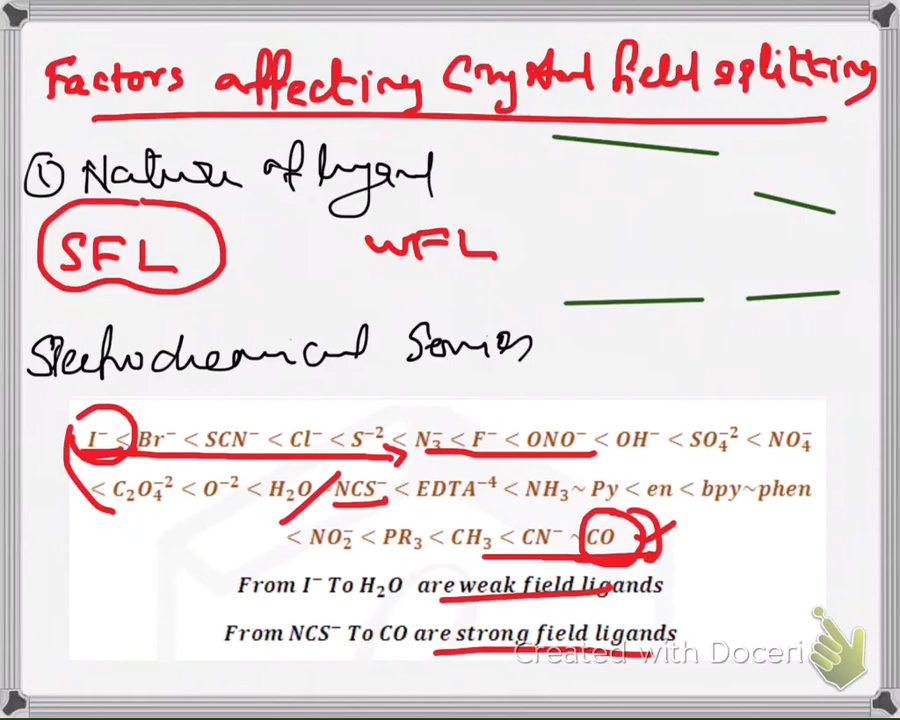 Factors affecting Crystal field splitting
① Nature of ligand
SFL WFL
Spectrochemical Series
I⁻ < Br⁻ < SCN⁻ < Cl⁻ < S⁻² < N₃⁻ < F⁻ < ONO⁻ < OH⁻ < SO₄⁻² < NO₄⁻
< C₂O₄⁻² < O⁻² < H₂O NCS⁻ < EDTA⁻⁴ < NH₃~ Py < en < bpy~phen
< NO₂⁻ < PR₃ < CH₃ < CN⁻ ~CO
From I⁻ To H₂O are weak field ligands
From NCS⁻ To CO are strong field ligands
Created with Doceri